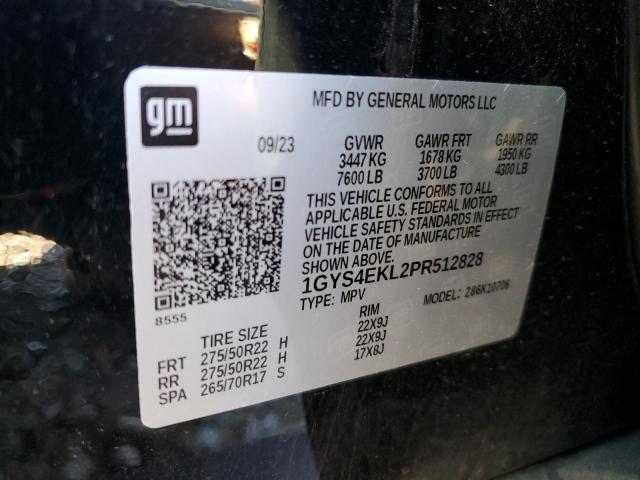 gm
MFD BY GENERAL MOTORS LLC
09/23 GVWR GAWR FRT GAWR RR
3447 KG 1678 KG 1950 KG
7600 LB 3700 LB 4300 LB
THIS VEHICLE CONFORMS TO ALL
APPLICABLE U.S. FEDERAL MOTOR
VEHICLE SAFETY STANDARDS IN EFFECT
ON THE DATE OF MANUFACTURE
SHOWN ABOVE.
1GYS4EKL2PR512828
TYPE: MPV MODEL: 286K10706
8555
TIRE SIZE RIM
FRT 275/50R22 H 22X9J
RR 275/50R22 H 22X9J
SPA 265/70R17 S 17X8J